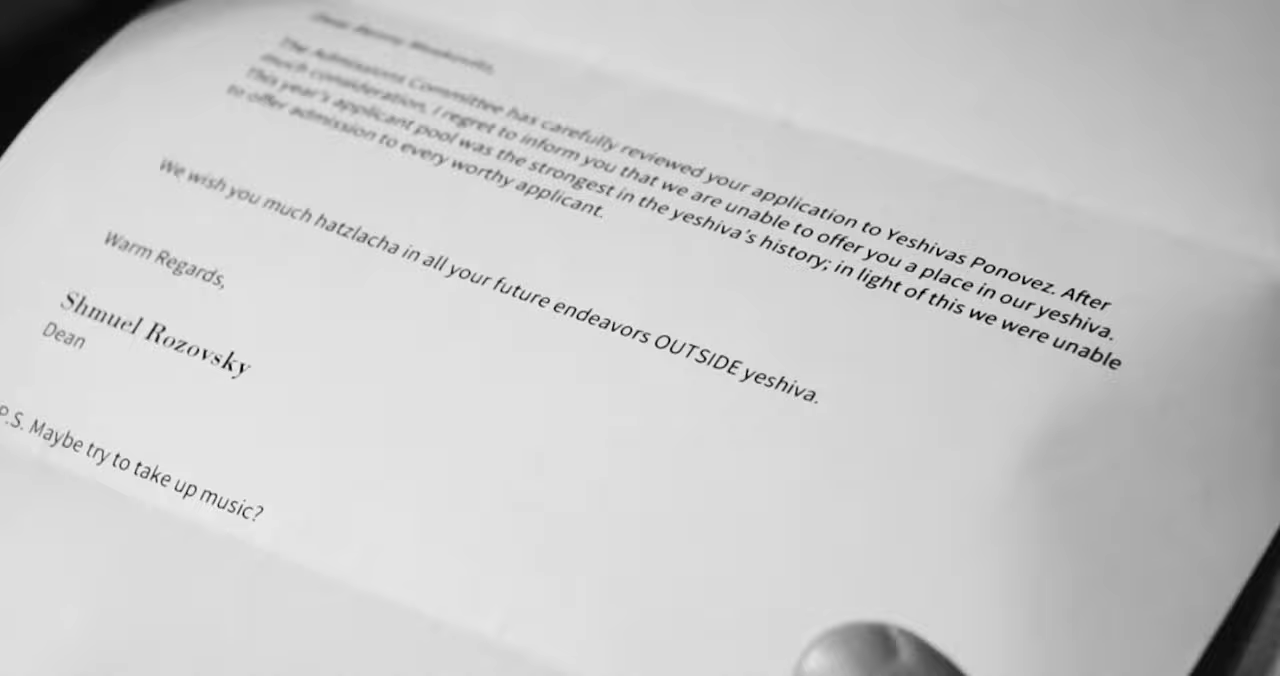 Dear
The Admissions Committee has carefully reviewed your application to Yeshivas Ponovez. After
much consideration, I regret to inform you that we are unable to offer you a place in our yeshiva.
This year's applicant pool was the strongest in the yeshiva's history; in light of this we were unable
to offer admission to every worthy applicant.
We wish you much hatzlacha in all your future endeavors OUTSIDE yeshiva.
Warm Regards,
Shmuel Rozovsky
Dean
P.S. Maybe try to take up music?